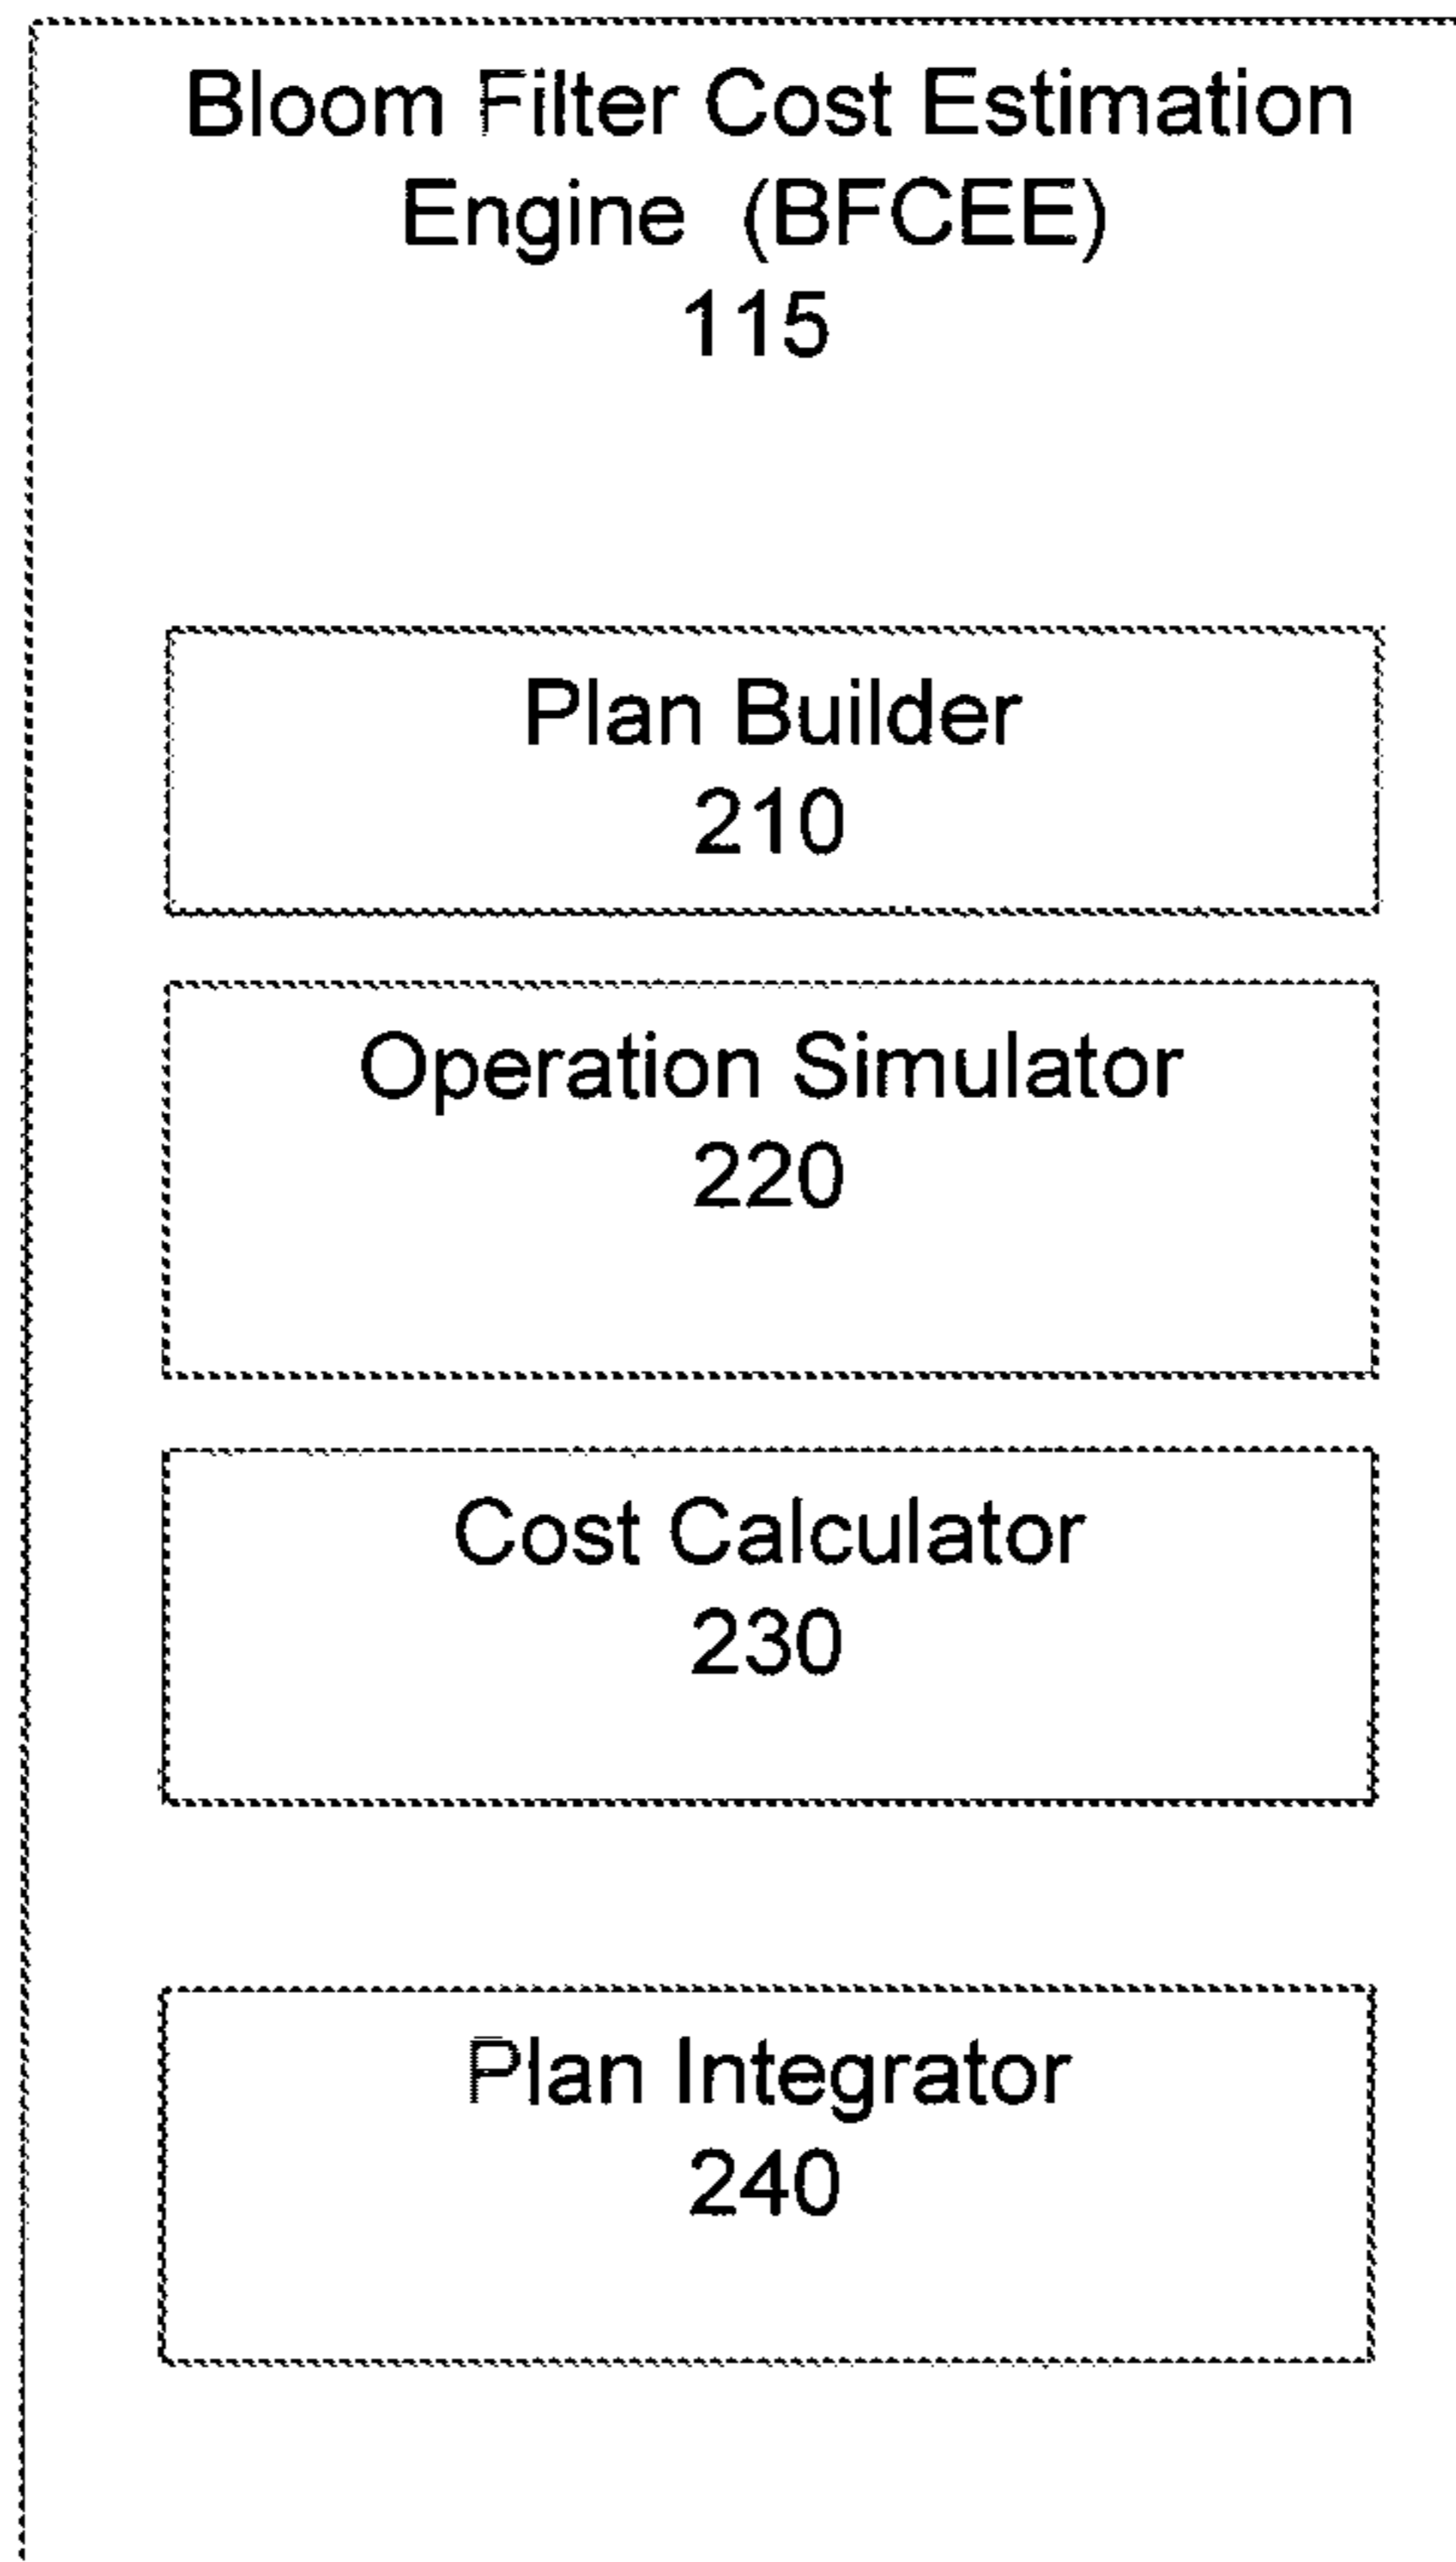 Bloom Filter Cost Estimation
Engine (BFCEE)
115
Plan Builder
210
Operation Simulator
220
Cost Calculator
230
Plan Integrator
240